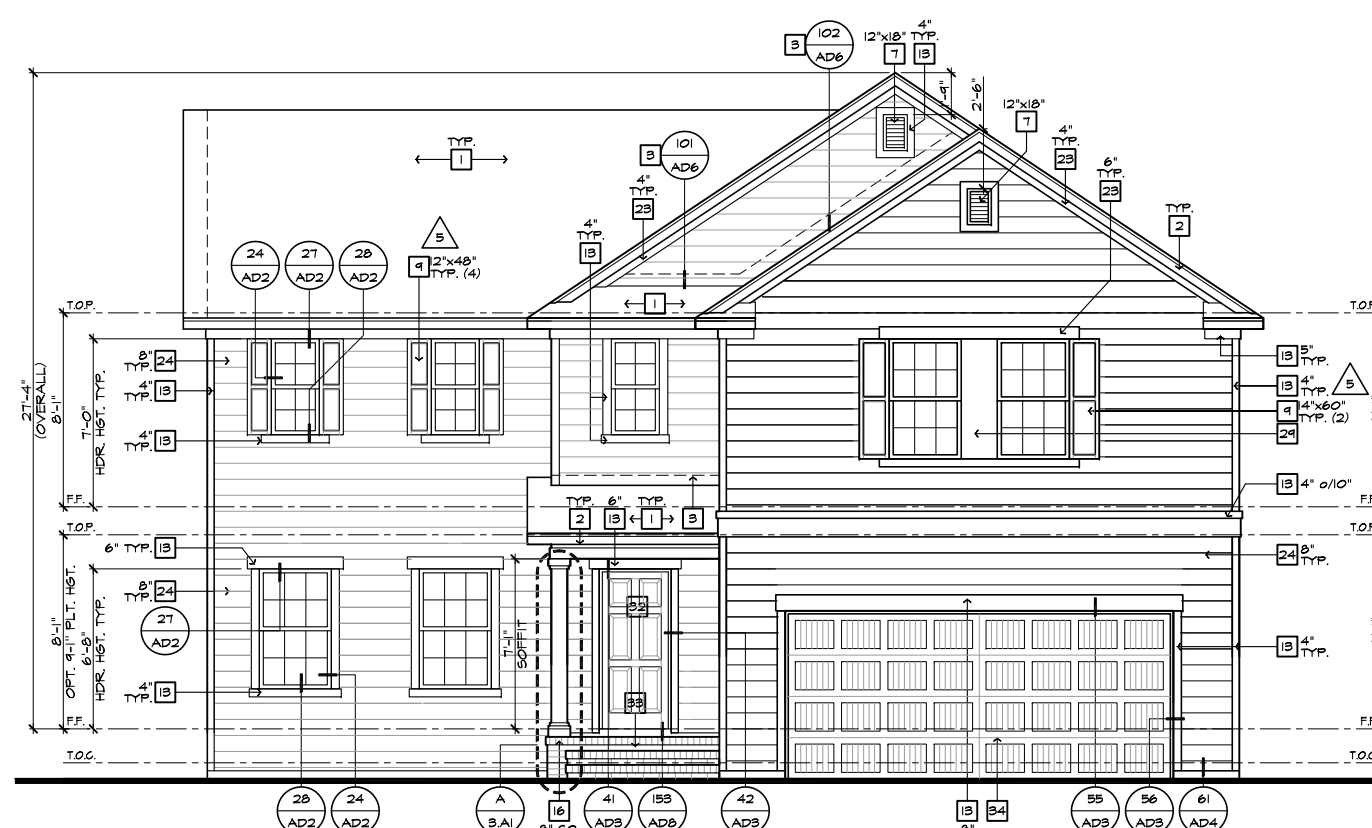 102
AD6
3
12"x18"
7
4"
TYP.
13
'-9"
2'-6"
12"x18"
7
TYP.
1
101
AD6
3
4"
TYP.
23
4"
TYP.
23
6"
TYP.
23
TYP.
2
4"
TYP.
13
5
24
AD2
27
AD2
28
AD2
9
12"x48"
TYP. (4)
1
T.O.P.
T.O.P.
8"
TYP.
24
4"
TYP.
13
4"
TYP.
13
27'-4"
(OVERALL)
8'-1"
7'-0"
HDR. HGT. TYP.
13
5"
TYP.
13
4"
TYP.
5
9
14"x60"
TYP. (2)
29
13
4" o/10"
F.F.
F.F.
T.O.P.
T.O.P.
TYP.
2
6"
13
TYP.
1
3
6" TYP.
13
8"
TYP.
24
24
8"
TYP.
27
AD2
8'-1"
OPT. 9'-1" PLT. HGT.
6'-8"
HDR. HGT. TYP.
7'-1"
SOFFIT
32
33
4"
TYP.
13
13
4"
TYP.
F.F.
F.F.
T.O.C.
T.O.C.
28
AD2
24
AD2
A
3.A1
16
41
AD3
153
AD8
42
AD3
13
34
55
AD3
56
AD3
61
AD4